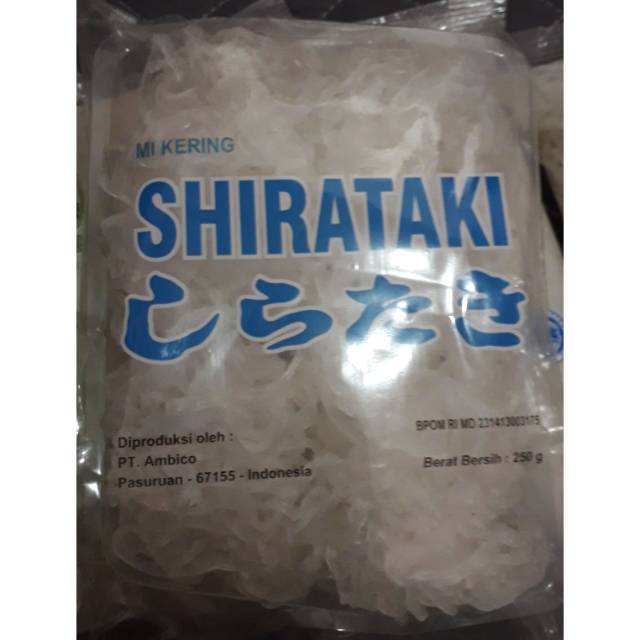 MI KERING
SHIRATAKI
しらたき
Diproduksi oleh :
PT. Ambico
Pasuruan - 67155 - Indonesia
BPOM RI MD 231413003175
Berat Bersih : 250 g